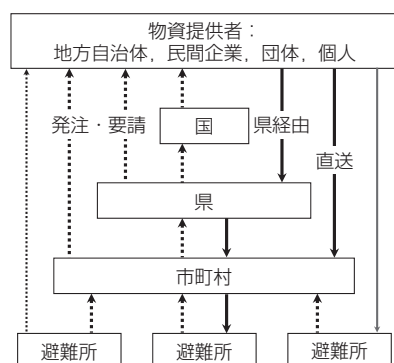 物資提供者：
地方自治体，民間企業，団体，個人
発注・要請
国
県経由
直送
県
市町村
避難所
避難所
避難所